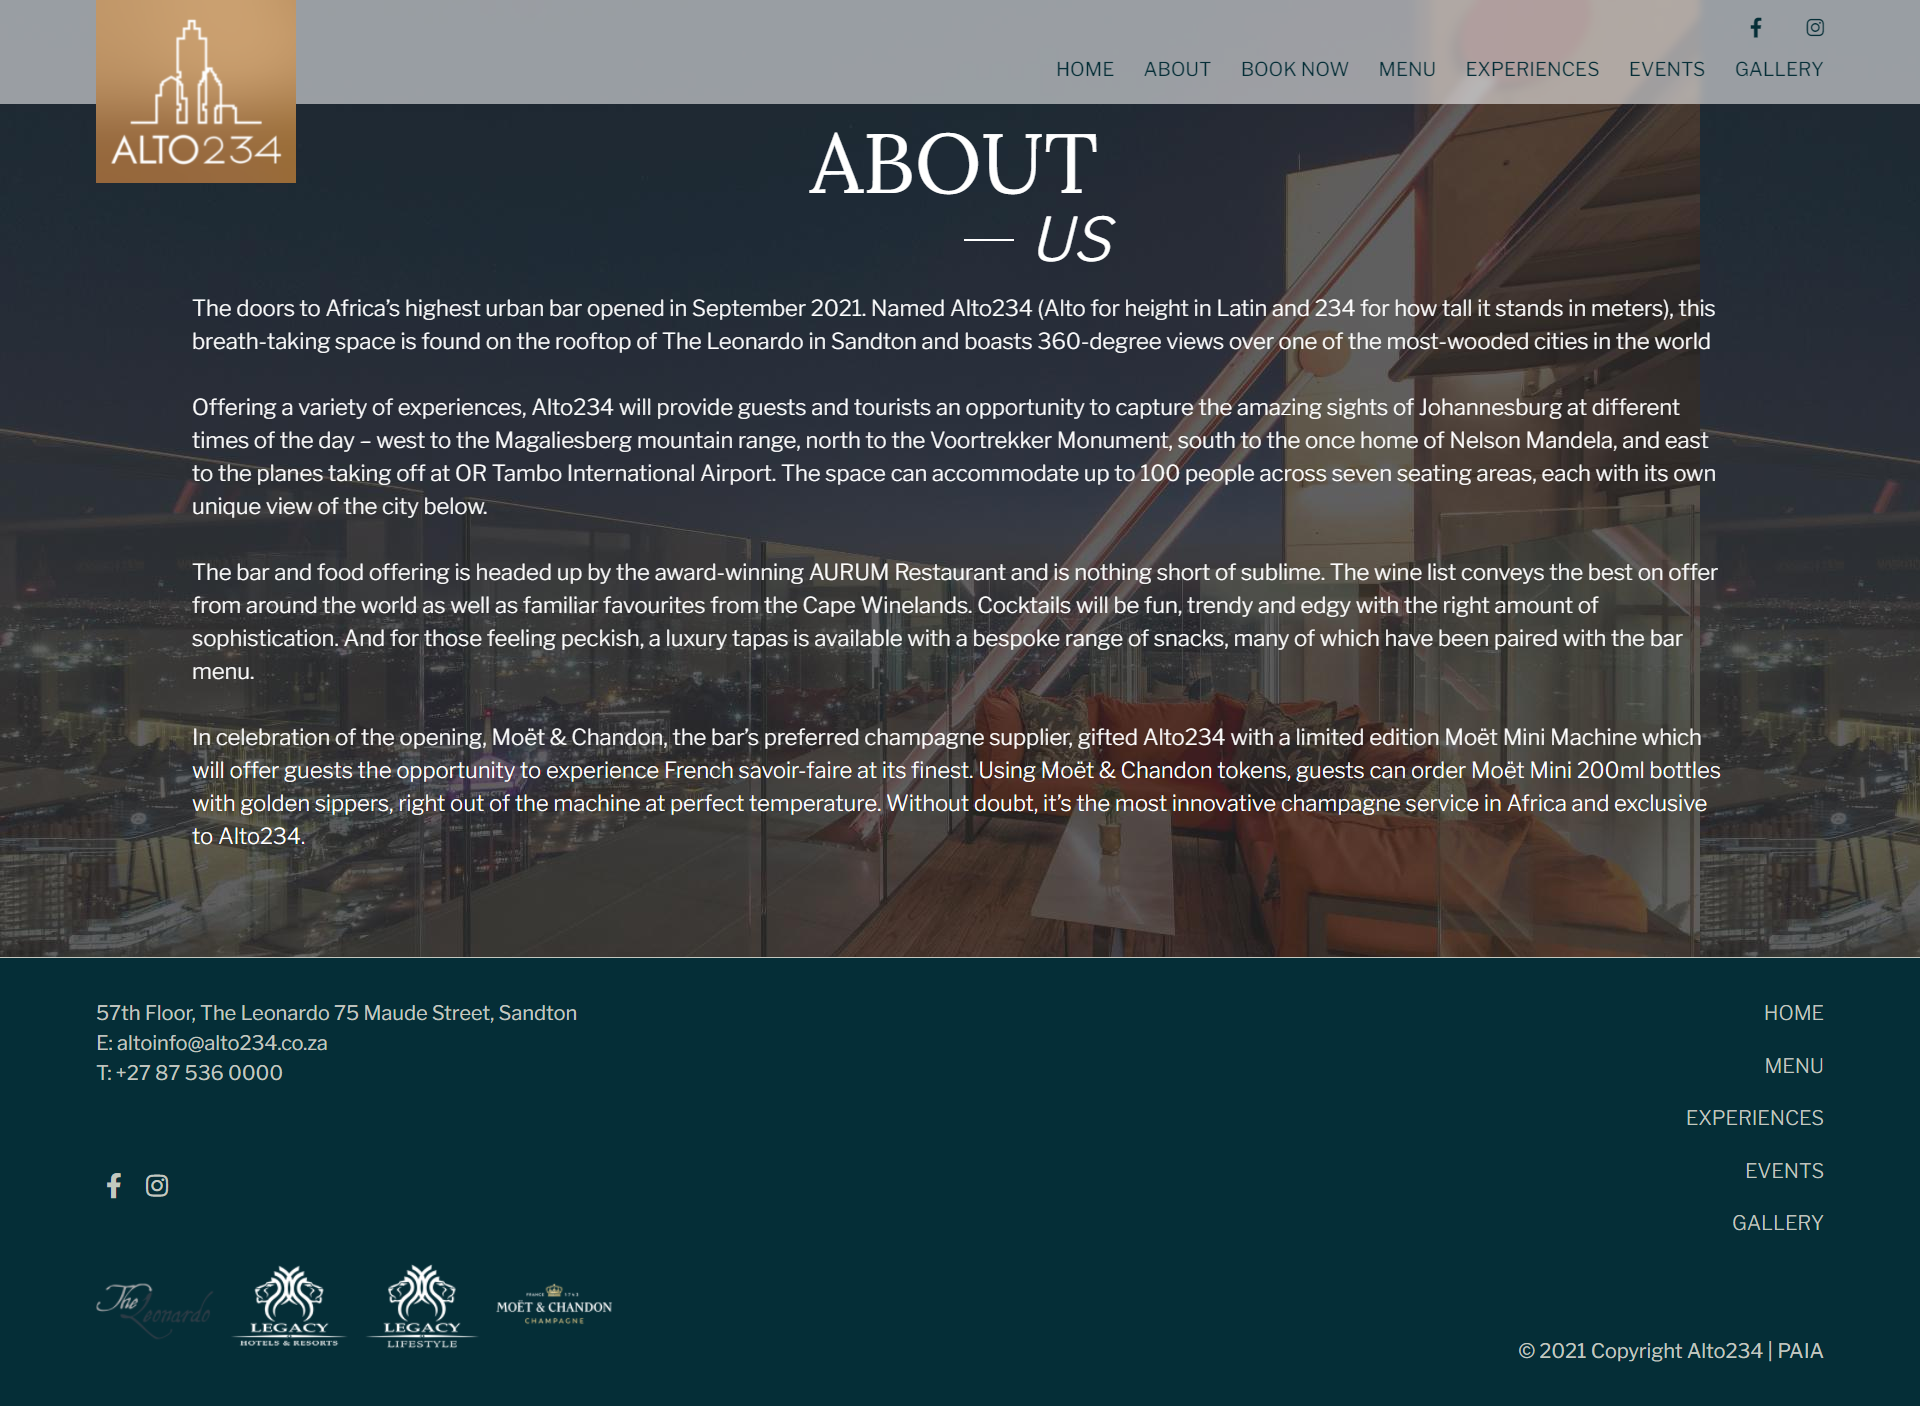 ALTO234
HOME ABOUT BOOK NOW MENU EXPERIENCES EVENTS GALLERY
ABOUT
US
The doors to Africa’s highest urban bar opened in September 2021. Named Alto234 (Alto for height in Latin and 234 for how tall it stands in meters), this
breath-taking space is found on the rooftop of The Leonardo in Sandton and boasts 360-degree views over one of the most-wooded cities in the world
Offering a variety of experiences, Alto234 will provide guests and tourists an opportunity to capture the amazing sights of Johannesburg at different
times of the day – west to the Magaliesberg mountain range, north to the Voortrekker Monument, south to the once home of Nelson Mandela, and east
to the planes taking off at OR Tambo International Airport. The space can accommodate up to 100 people across seven seating areas, each with its own
unique view of the city below.
The bar and food offering is headed up by the award-winning AURUM Restaurant and is nothing short of sublime. The wine list conveys the best on offer
from around the world as well as familiar favourites from the Cape Winelands. Cocktails will be fun, trendy and edgy with the right amount of
sophistication. And for those feeling peckish, a luxury tapas is available with a bespoke range of snacks, many of which have been paired with the bar
menu.
In celebration of the opening, Moët & Chandon, the bar’s preferred champagne supplier, gifted Alto234 with a limited edition Moët Mini Machine which
will offer guests the opportunity to experience French savoir-faire at its finest. Using Moët & Chandon tokens, guests can order Moët Mini 200ml bottles
with golden sippers, right out of the machine at perfect temperature. Without doubt, it’s the most innovative champagne service in Africa and exclusive
to Alto234.
57th Floor, The Leonardo 75 Maude Street, Sandton
E: altoinfo@alto234.co.za
T: +27 87 536 0000
HOME
MENU
EXPERIENCES
EVENTS
GALLERY
The Leonardo
LEGACY
HOTELS & RESORTS
LEGACY
LIFESTYLE
FRANCE 1743
MOËT & CHANDON
CHAMPAGNE
© 2021 Copyright Alto234 | PAIA